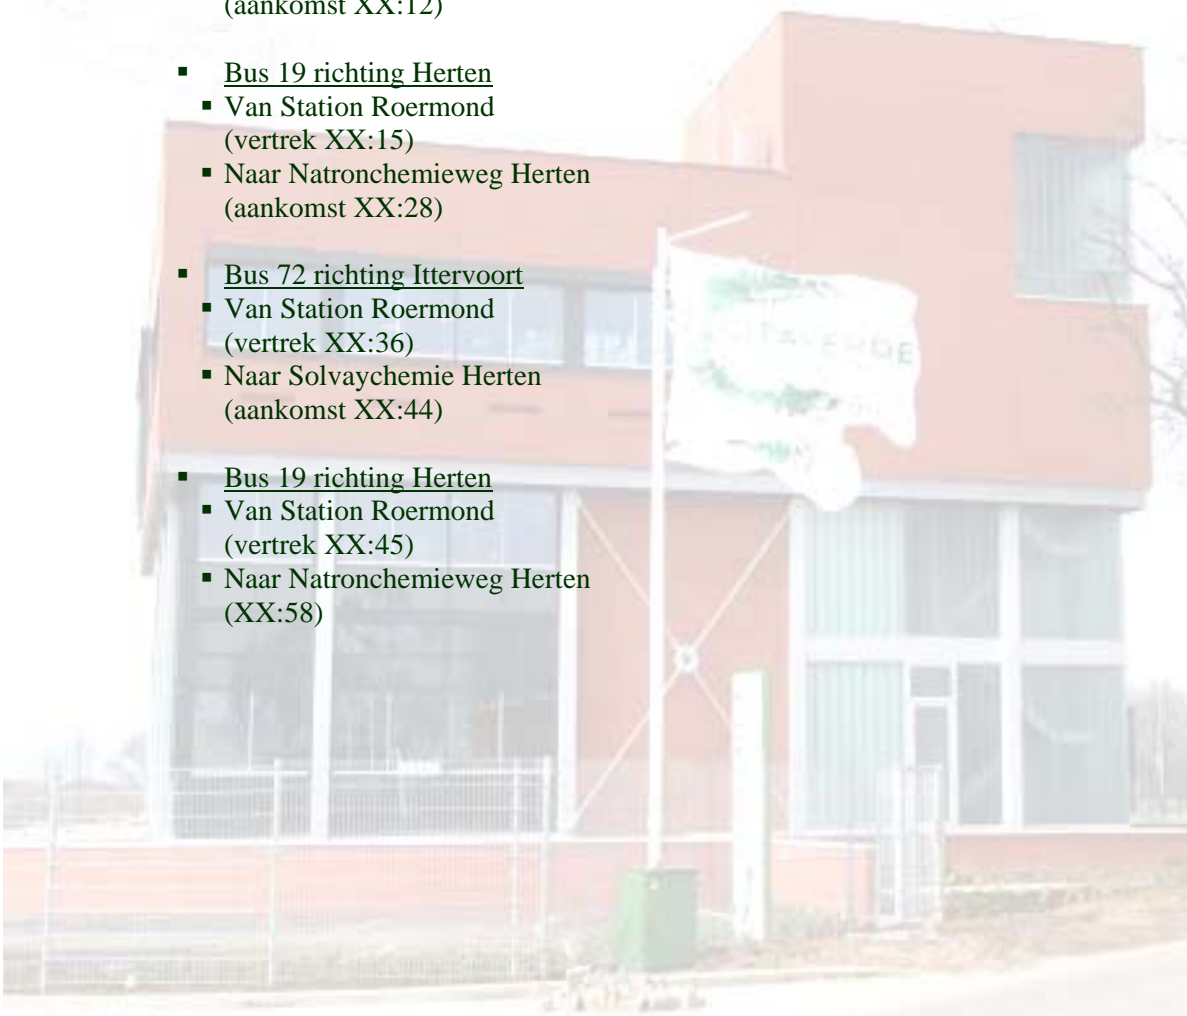 (aankomst XX:12)
▪ Bus 19 richting Herten
▪ Van Station Roermond
(vertrek XX:15)
▪ Naar Natronchemieweg Herten
(aankomst XX:28)
▪ Bus 72 richting Ittervoort
▪ Van Station Roermond
(vertrek XX:36)
▪ Naar Solvaychemie Herten
(aankomst XX:44)
▪ Bus 19 richting Herten
▪ Van Station Roermond
(vertrek XX:45)
▪ Naar Natronchemieweg Herten
(XX:58)